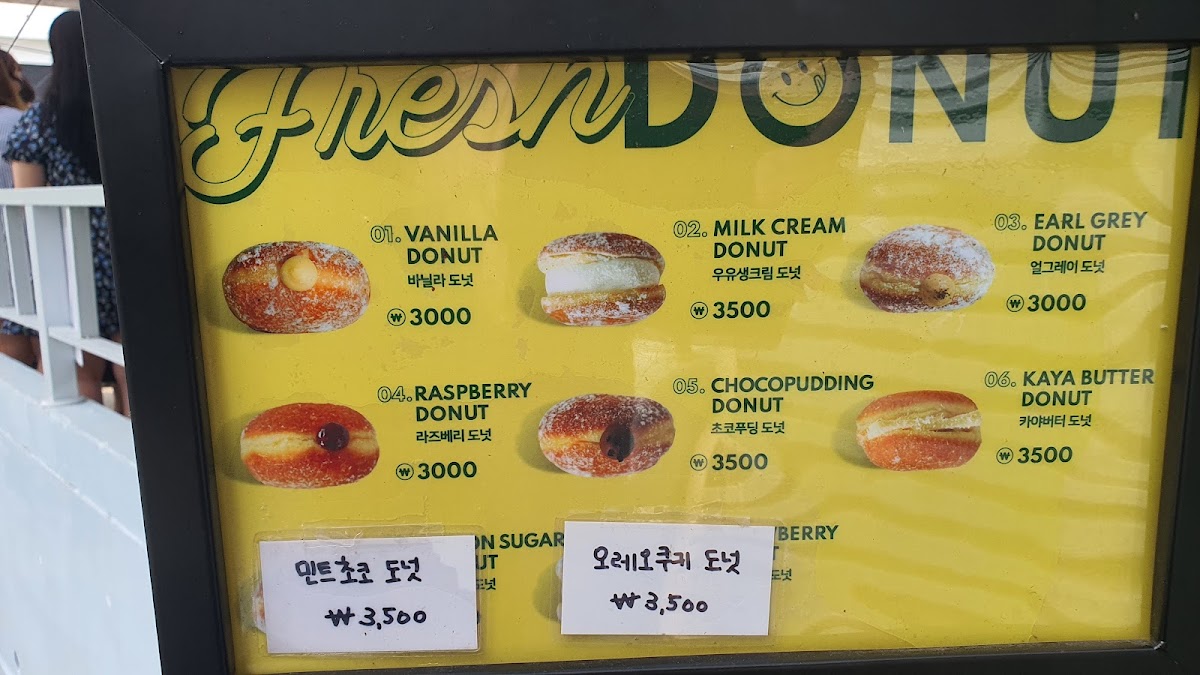 Fresh DONUT
01. VANILLA
DONUT
바닐라 도넛
₩ 3000
02. MILK CREAM
DONUT
우유생크림 도넛
₩ 3500
03. EARL GREY
DONUT
얼그레이 도넛
₩ 3000
04. RASPBERRY
DONUT
라즈베리 도넛
₩ 3000
05. CHOCOPUDDING
DONUT
초코푸딩 도넛
₩ 3500
06. KAYA BUTTER
DONUT
카야버터 도넛
₩ 3500
SUGAR
민트초코 도넛
₩3,500
오레오쿠키 도넛
₩3,500